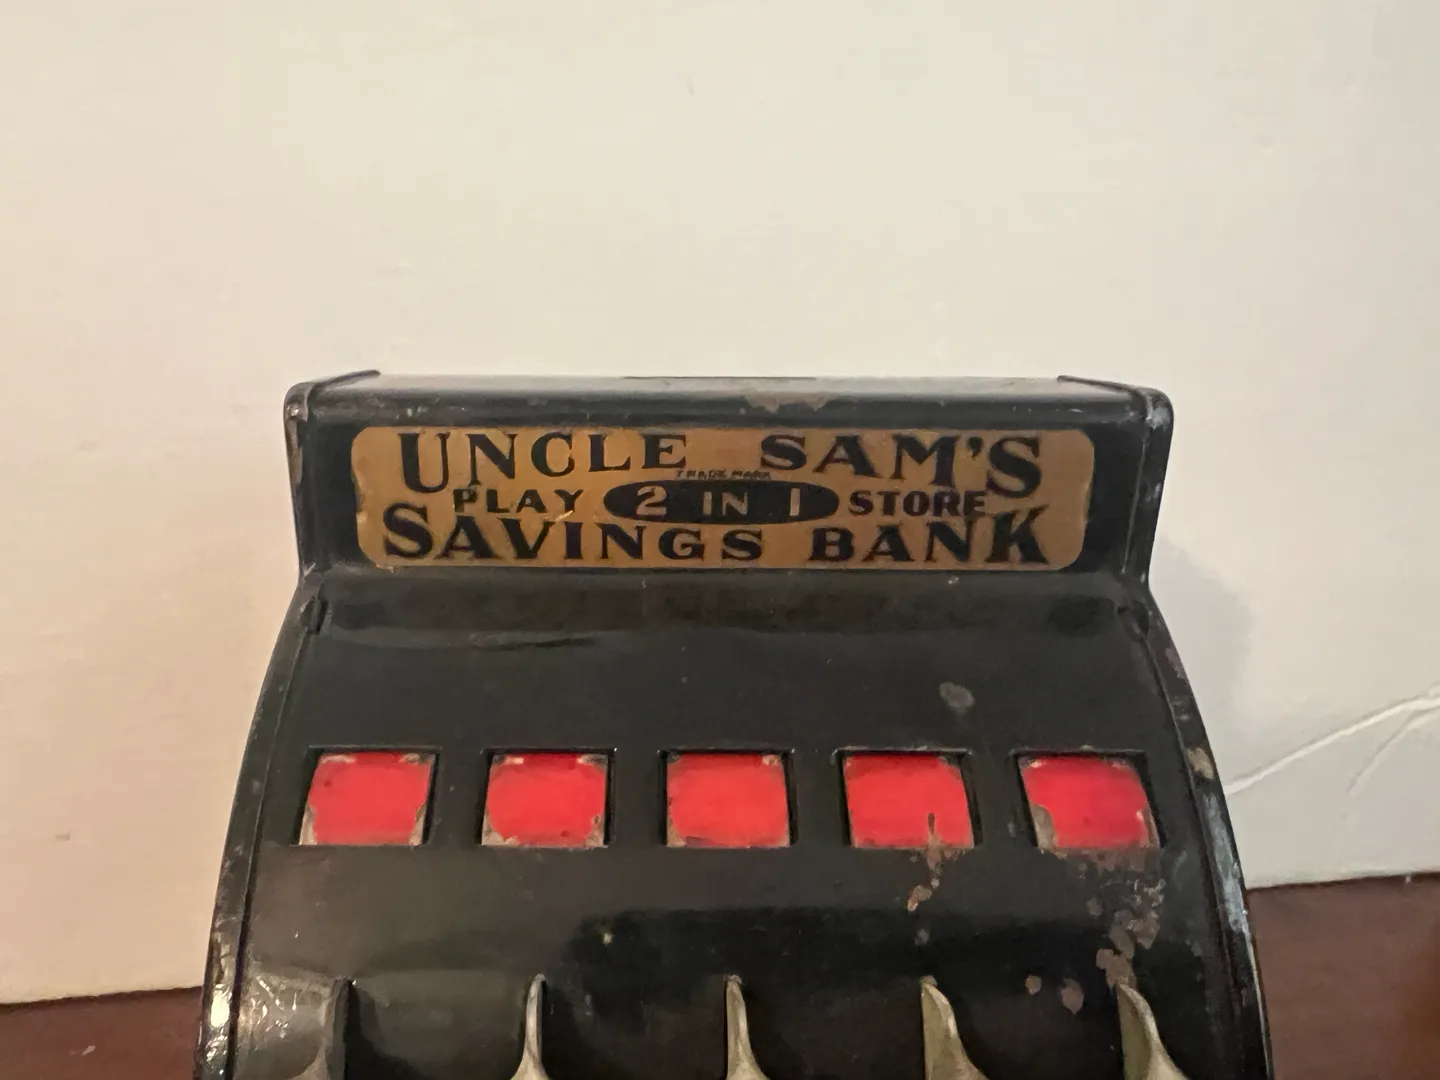 UNCLE SAM'S
TRADE MARK
PLAY 2 IN 1 STORE
SAVINGS BANK